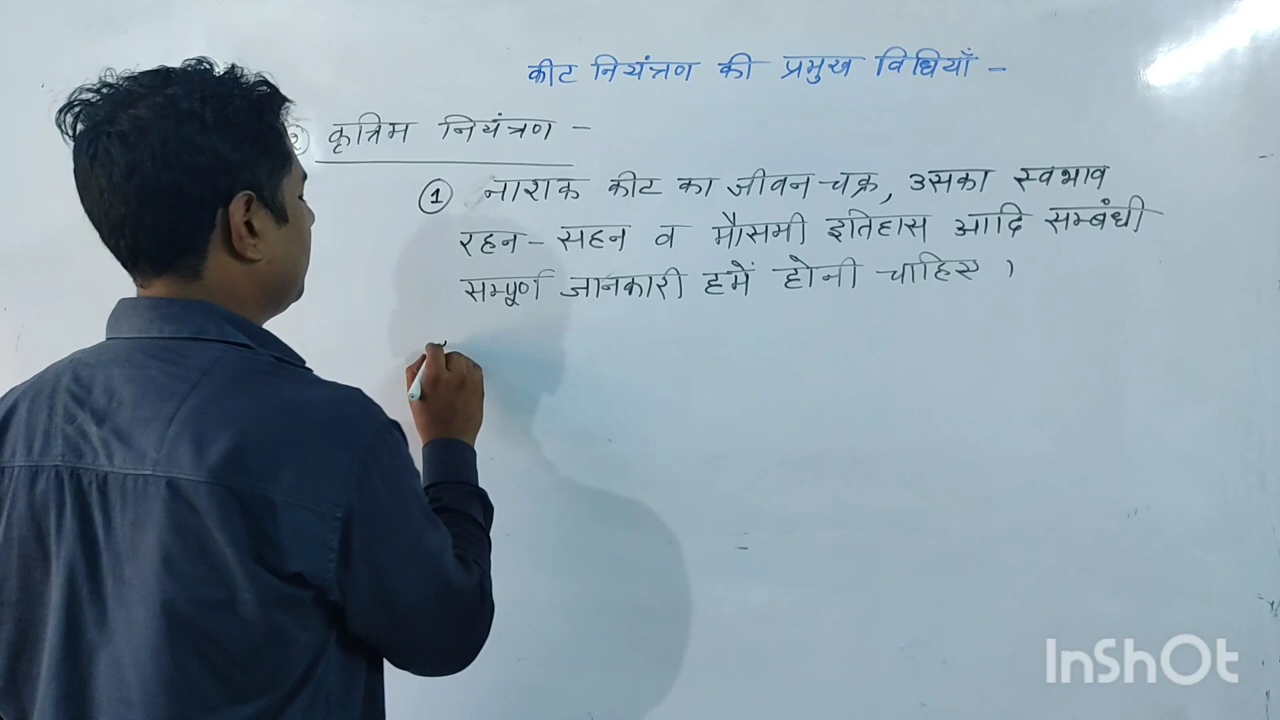 कीट नियंत्रण की प्रमुख विधियाँ -
२ कृत्रिम नियंत्रण -
1 नाशक कीट का जीवन-चक्र, उसका स्वभाव
रहन-सहन व मौसमी इतिहास आदि सम्बंधी
सम्पूर्ण जानकारी हमें होनी चाहिए।
InShOt